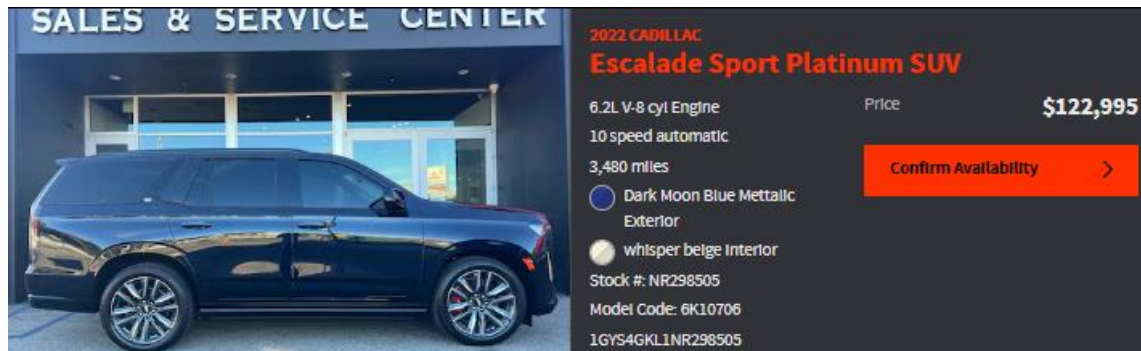 SALES & SERVICE CENTER
2022 CADILLAC
Escalade Sport Platinum SUV
6.2L V-8 cyl Engine
Price
$122,995
10 speed automatic
3,480 miles
Confirm Availability
Dark Moon Blue Mettalic
Exterior
whisper beige interior
Stock #: NR298505
Model Code: 6K10706
1GYS4GKL1NR298505